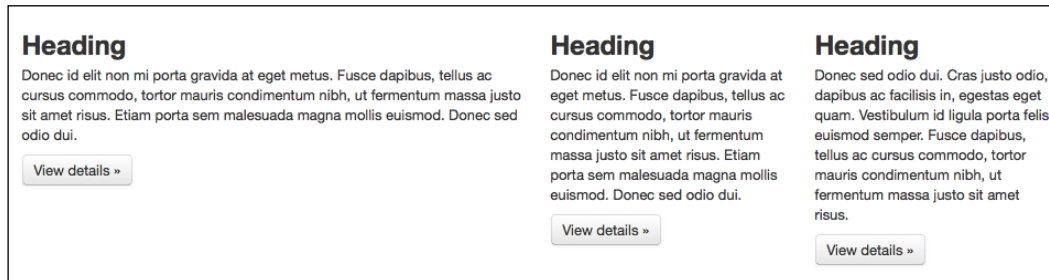 Heading
Donec id elit non mi porta gravida at eget metus. Fusce dapibus, tellus ac
cursus commodo, tortor mauris condimentum nibh, ut fermentum massa justo
sit amet risus. Etiam porta sem malesuada magna mollis euismod. Donec sed
odio dui.
View details »
Heading
Donec id elit non mi porta gravida at
eget metus. Fusce dapibus, tellus ac
cursus commodo, tortor mauris
condimentum nibh, ut fermentum
massa justo sit amet risus. Etiam
porta sem malesuada magna mollis
euismod. Donec sed odio dui.
View details »
Heading
Donec sed odio dui. Cras justo odio,
dapibus ac facilisis in, egestas eget
quam. Vestibulum id ligula porta felis
euismod semper. Fusce dapibus,
tellus ac cursus commodo, tortor
mauris condimentum nibh, ut
fermentum massa justo sit amet
risus.
View details »